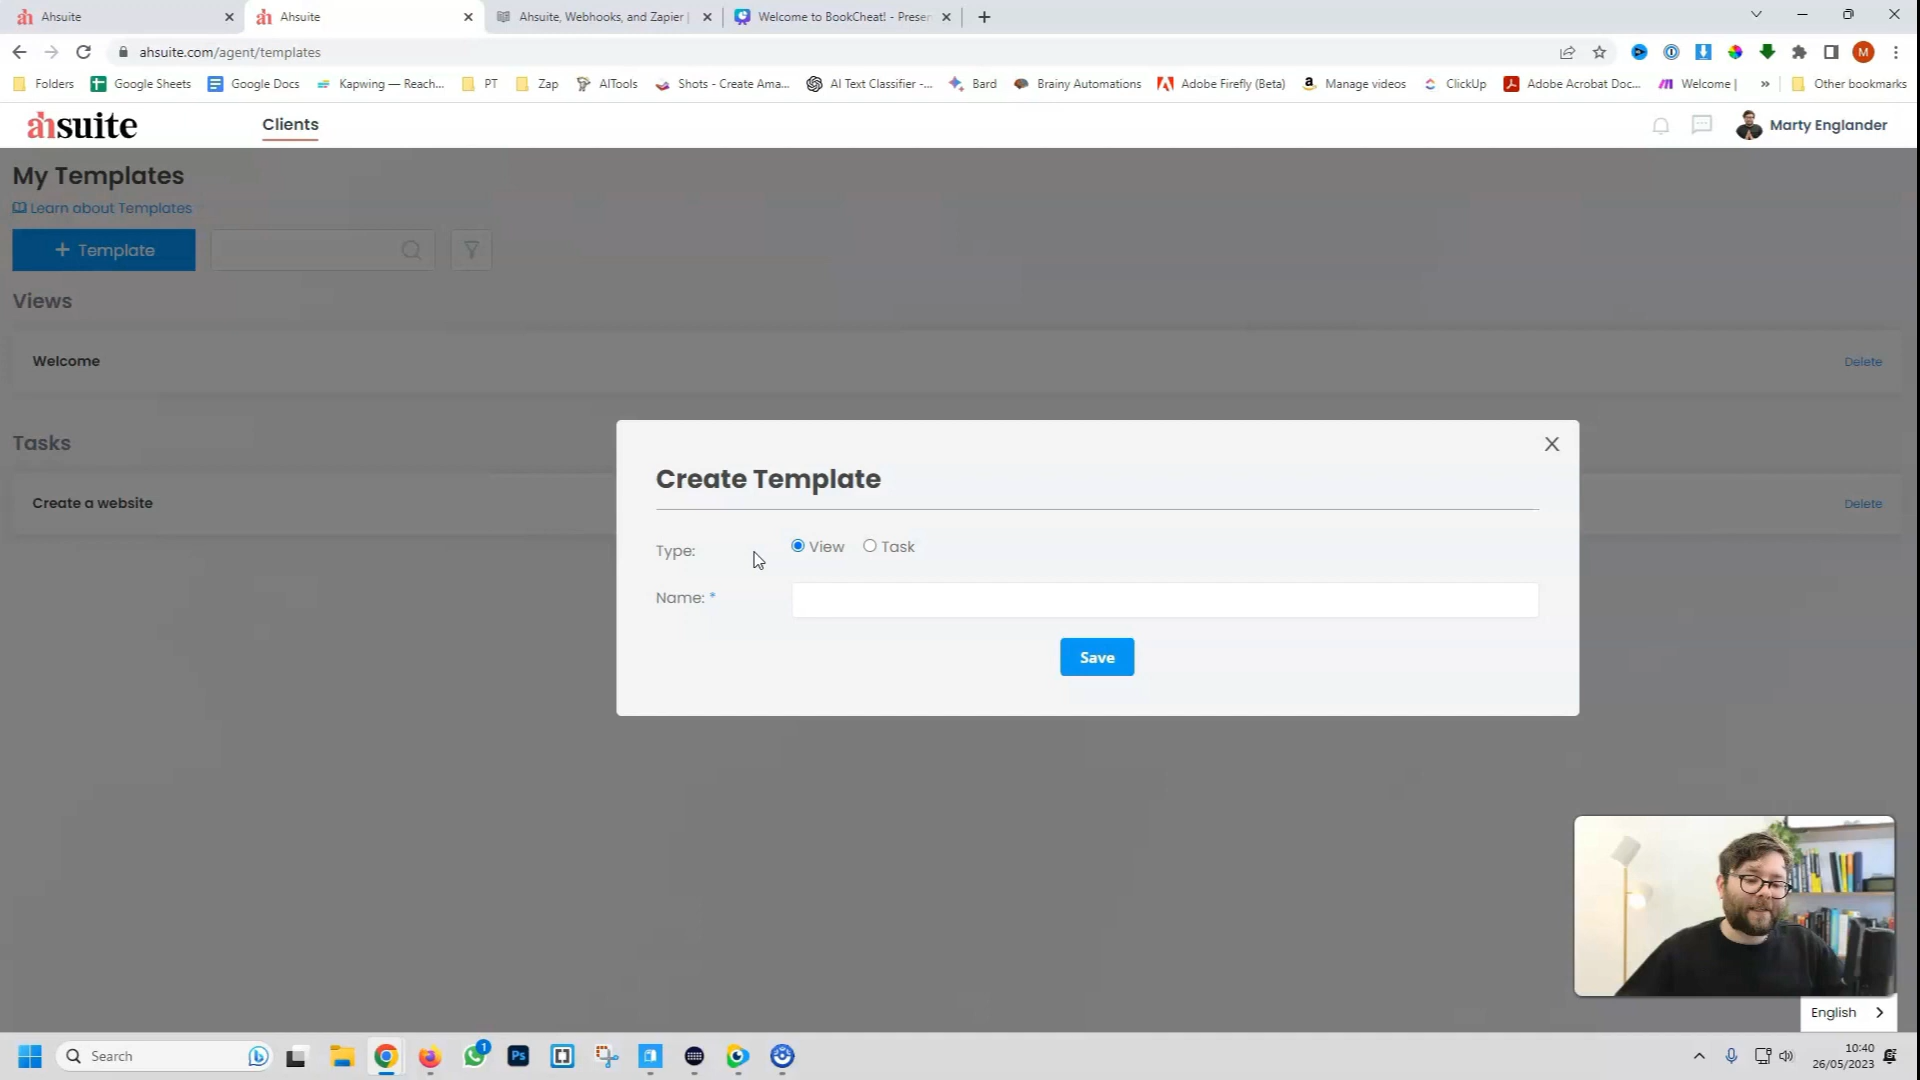 Ahsuite
Ahsuite
Ahsuite, Webhooks, and Zapier |
Welcome to BookCheat! - Presen
ahsuite.com/agent/templates
Folders
Google Sheets
Google Docs
Kapwing — Reach...
PT
Zap
AITools
Shots - Create Ama...
AI Text Classifier -...
Bard
Brainy Automations
Adobe Firefly (Beta)
Manage videos
ClickUp
Adobe Acrobat Doc...
Welcome |
»
Other bookmarks
ahsuite
Clients
Marty Englander
My Templates
Learn about Templates
+ Template
Views
Welcome
Delete
Tasks
Create a website
Delete
Create Template
Type:
View
Task
Name: *
Save
English
Search
1
Ps
10:40
26/05/2023